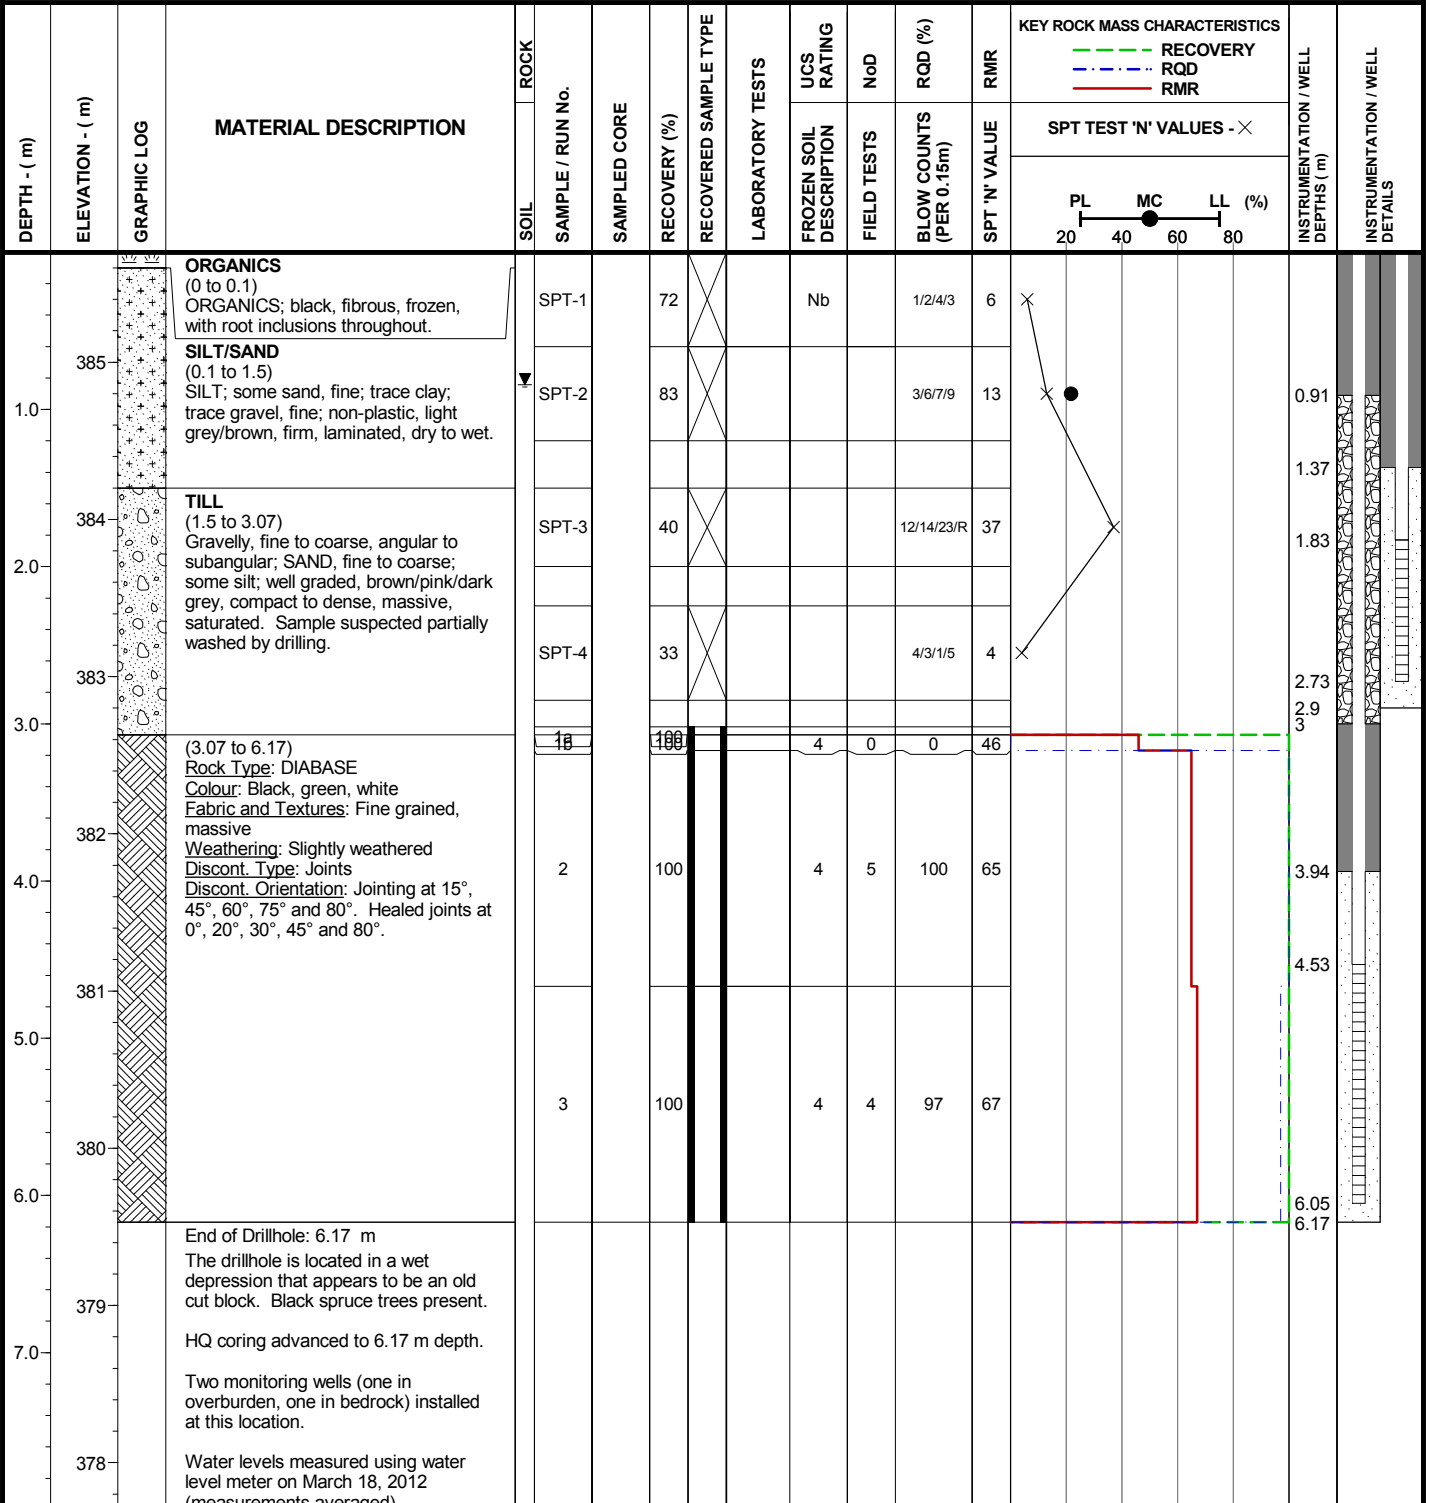 DEPTH - ( m)
ELEVATION - ( m)
GRAPHIC LOG
MATERIAL DESCRIPTION
SOIL
ROCK
SAMPLE / RUN No.
SAMPLED CORE
RECOVERY (%)
RECOVERED SAMPLE TYPE
LABORATORY TESTS
UCS
RATING
FROZEN SOIL
DESCRIPTION
NoD
FIELD TESTS
RQD (%)
BLOW COUNTS
(PER 0.15m)
RMR
SPT 'N' VALUE
KEY ROCK MASS CHARACTERISTICS
RECOVERY
RQD
RMR
SPT TEST 'N' VALUES - X
PL MC LL (%)
20 40 60 80
INSTRUMENTATION / WELL
DEPTHS ( m)
INSTRUMENTATION / WELL
DETAILS
ORGANICS
(0 to 0.1)
ORGANICS; black, fibrous, frozen,
with root inclusions throughout.
SPT-1 72 Nb 1/2/4/3 6
385
SILT/SAND
(0.1 to 1.5)
SILT; some sand, fine; trace clay;
trace gravel, fine; non-plastic, light
grey/brown, firm, laminated, dry to wet.
SPT-2 83 3/6/7/9 13
0.91
1.0
1.37
TILL
(1.5 to 3.07)
Gravelly, fine to coarse, angular to
subangular; SAND, fine to coarse;
some silt; well graded, brown/pink/dark
grey, compact to dense, massive,
saturated. Sample suspected partially
washed by drilling.
384
SPT-3 40 12/14/23/R 37
1.83
2.0
SPT-4 33 4/3/1/5 4
383
2.73
2.9
3
3.0
1a 100
1b 100 4 0 0 46
(3.07 to 6.17)
Rock Type: DIABASE
Colour: Black, green, white
Fabric and Textures: Fine grained,
massive
Weathering: Slightly weathered
Discont. Type: Joints
Discont. Orientation: Jointing at 15°,
45°, 60°, 75° and 80°. Healed joints at
0°, 20°, 30°, 45° and 80°.
382
2 100 4 5 100 65
3.94
4.0
4.53
381
5.0
3 100 4 4 97 67
380
6.0
6.05
6.17
End of Drillhole: 6.17 m
The drillhole is located in a wet
depression that appears to be an old
cut block. Black spruce trees present.
379
HQ coring advanced to 6.17 m depth.
7.0
Two monitoring wells (one in
overburden, one in bedrock) installed
at this location.
378
Water levels measured using water
level meter on March 18, 2012
(measurements averaged)